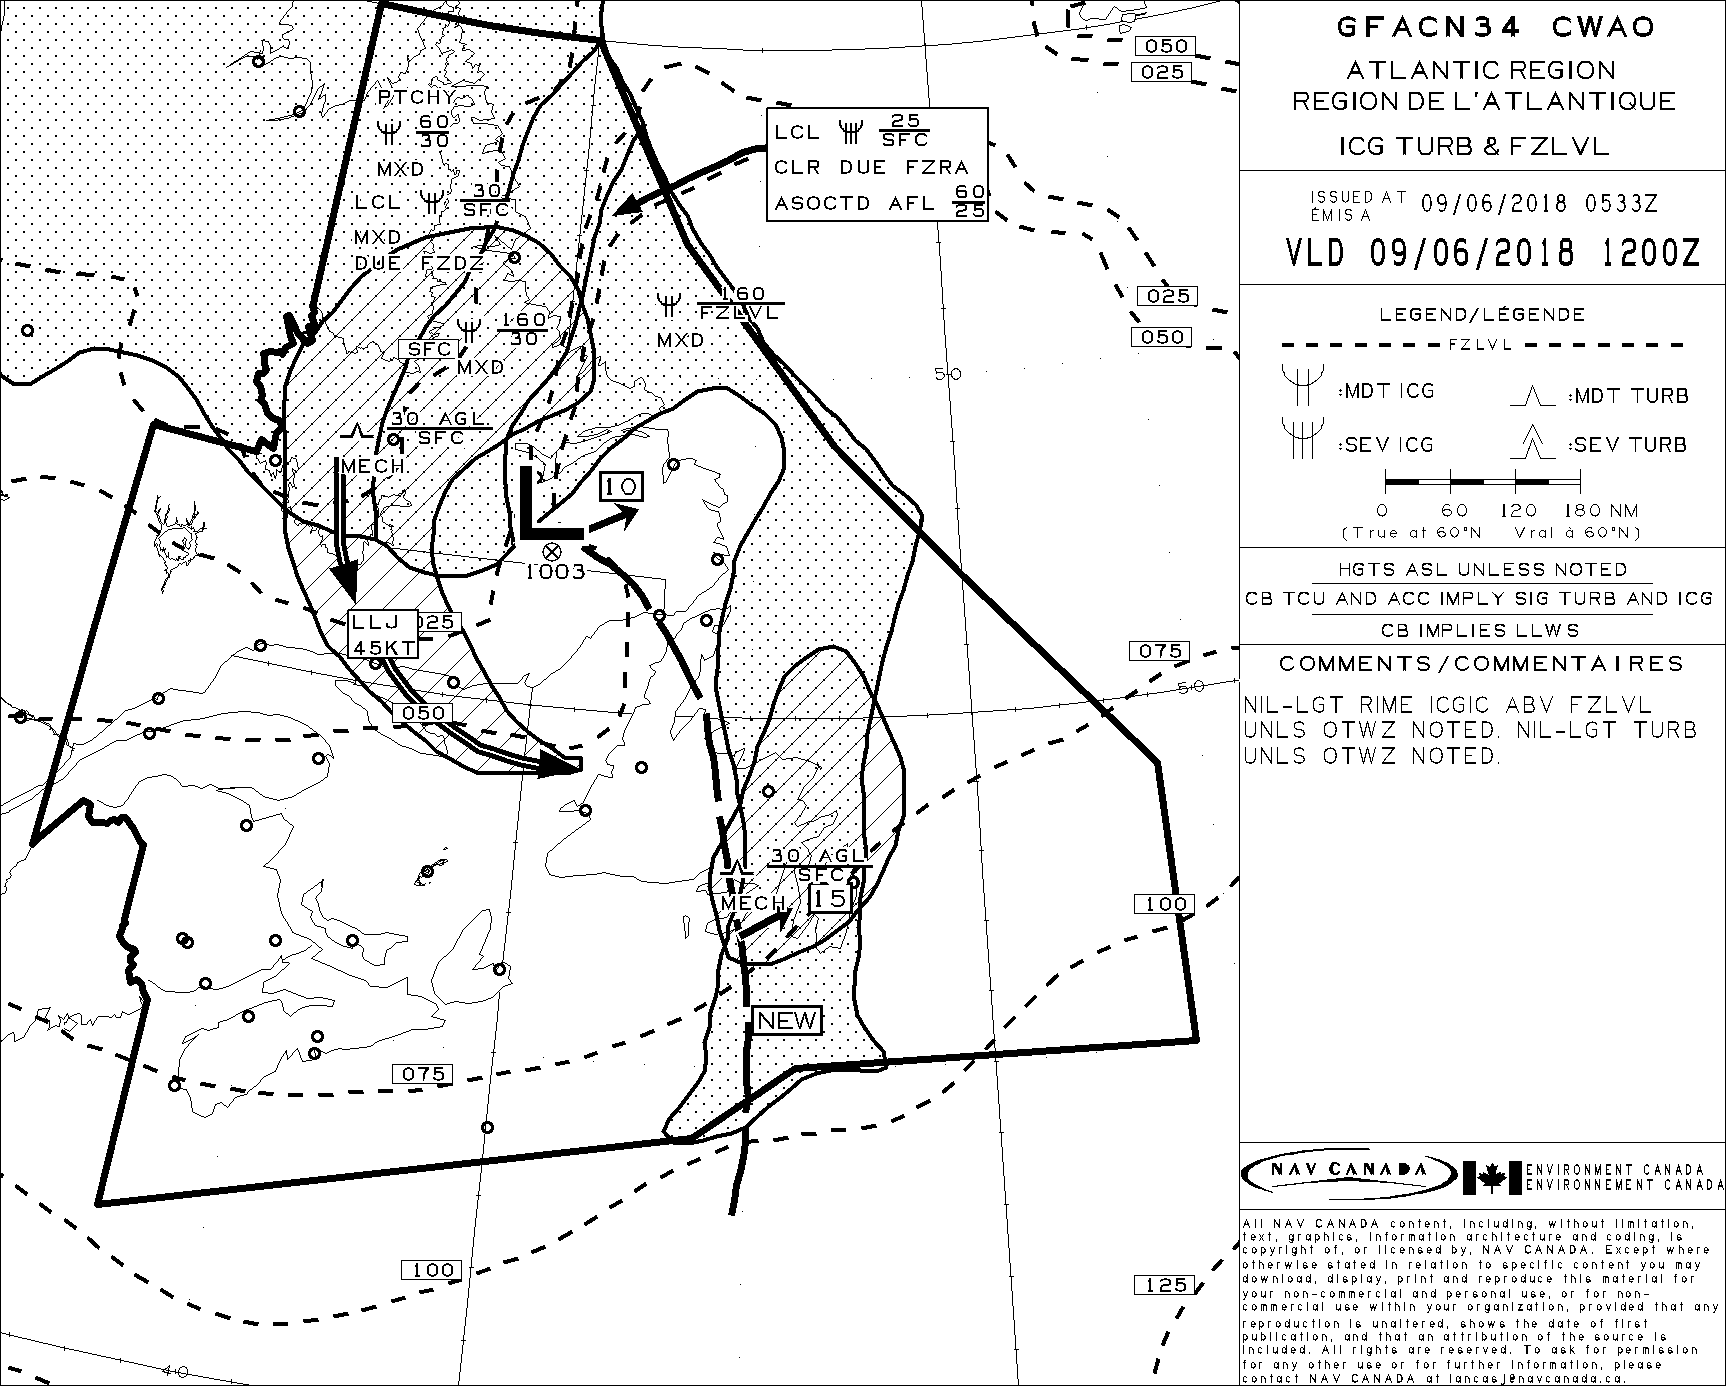 050
025
PTCHY
60
30
MXD
LCL 30
SFC
MXD
DUE FZDZ
LCL 25
SFC
CLR DUE FZRA
ASOCTD AFL 60
25
160
FZLVL
MXD
160
30
SFC
MXD
025
050
50
30 AGL
SFC
MECH
10
1003
LLJ
45KT
025
050
075
50
30 AGL
SFC
MECH
15
100
NEW
075
100
125
40
GFACN34 CWAO
ATLANTIC REGION
REGION DE L'ATLANTIQUE
ICG TURB & FZLVL
ISSUED AT 09/06/2018 0533Z
ÉMIS A
VLD 09/06/2018 1200Z
LEGEND/LÉGENDE
FZLVL
:MDT ICG :MDT TURB
:SEV ICG :SEV TURB
0 60 120 180 NM
(True at 60°N Vrai à 60°N)
HGTS ASL UNLESS NOTED
CB TCU AND ACC IMPLY SIG TURB AND ICG
CB IMPLIES LLWS
COMMENTS/COMMENTAIRES
NIL-LGT RIME ICGIC ABV FZLVL
UNLS OTWZ NOTED. NIL-LGT TURB
UNLS OTWZ NOTED.
NAV CANADA
ENVIRONMENT CANADA
ENVIRONNEMENT CANADA
All NAV CANADA content, including, without limitation,
text, graphics, information architecture and coding, is
copyright of, or licensed by, NAV CANADA. Except where
otherwise stated in relation to specific content you may
download, display, print and reproduce this material for
your non-commercial and personal use, or for non-
commercial use within your organization, provided that any
reproduction is unaltered, shows the date of first
publication, and that an attribution of the source is
included. All rights are reserved. To ask for permission
for any other use or for further information, please
contact NAV CANADA at lancasj@navcanada.ca.